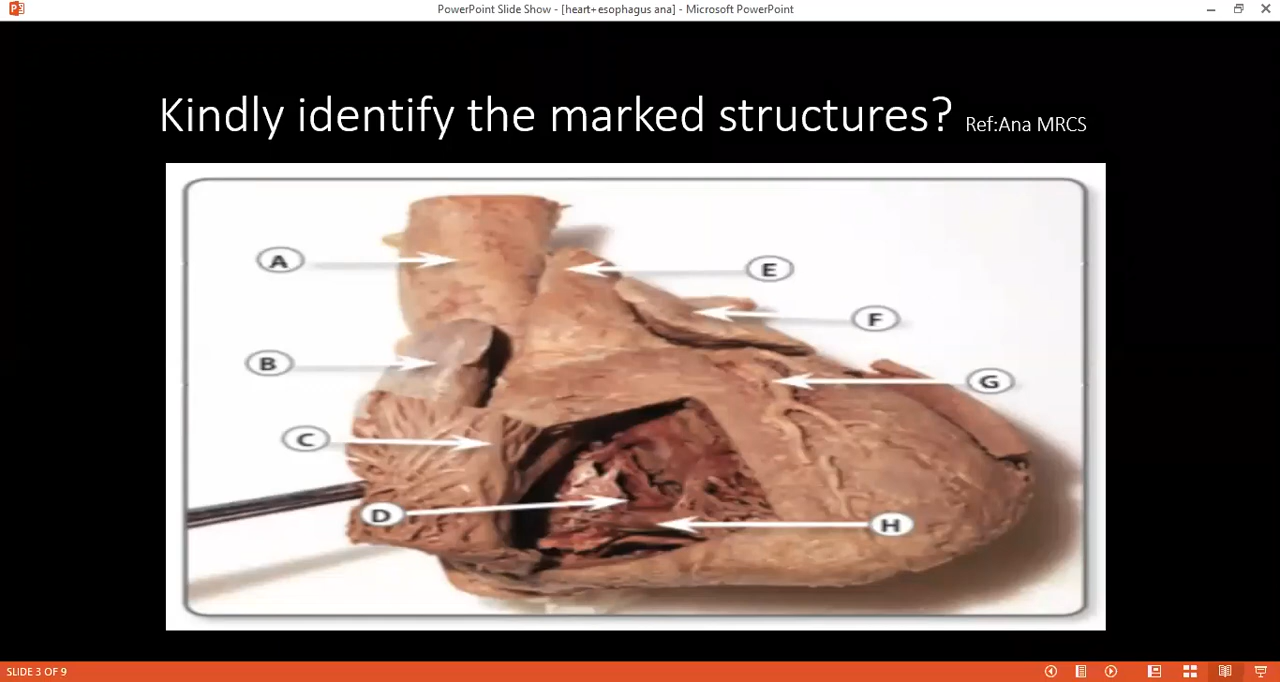 PowerPoint Slide Show - [heart+esophagus ana] - Microsoft PowerPoint
Kindly identify the marked structures? Ref:Ana MRCS
A
E
F
B
G
C
D
H
SLIDE 3 OF 9